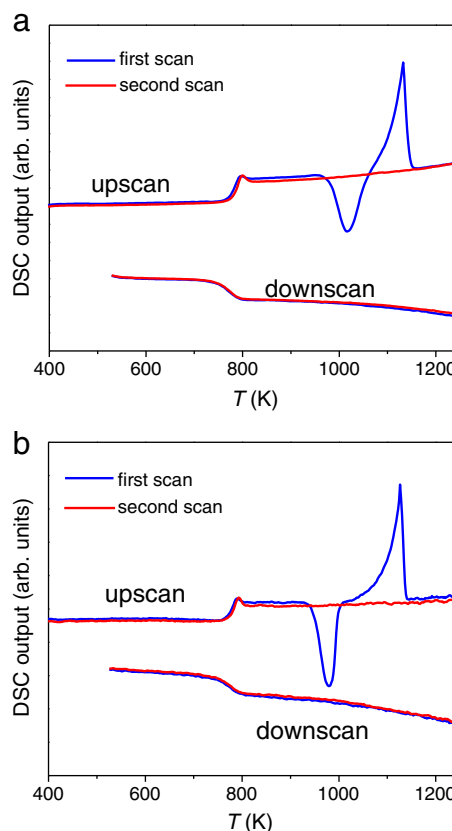 a
first scan
second scan
upscan
downscan
DSC output (arb. units)
400 600 800 1000 1200
T (K)
b
first scan
second scan
upscan
downscan
DSC output (arb. units)
400 600 800 1000 1200
T (K)